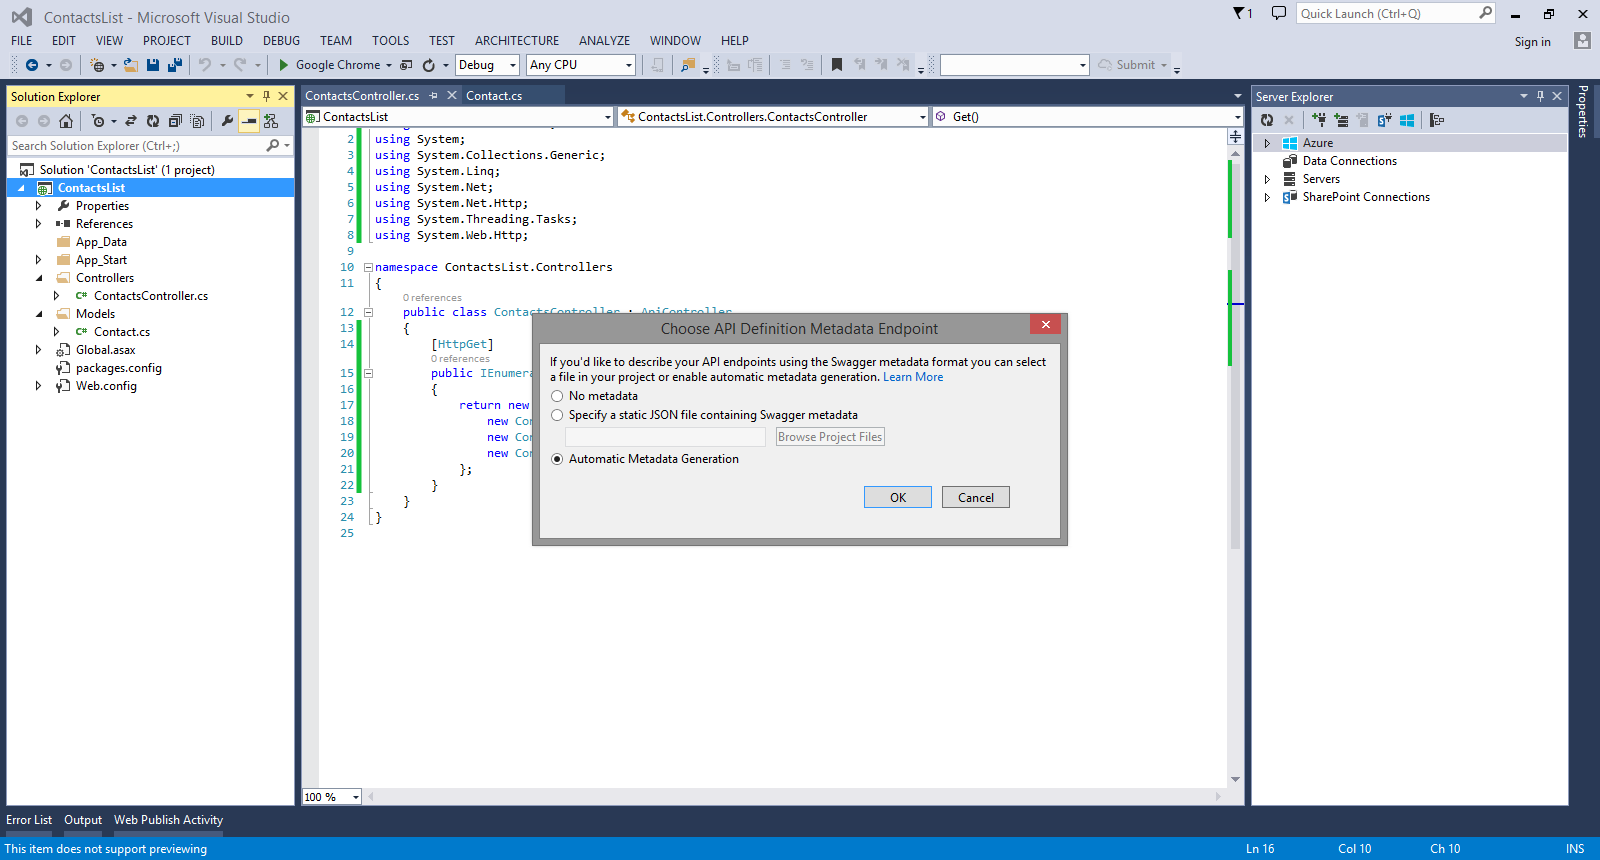 ContactsList - Microsoft Visual Studio
1
Quick Launch (Ctrl+Q)
FILE EDIT VIEW PROJECT BUILD DEBUG TEAM TOOLS TEST ARCHITECTURE ANALYZE WINDOW HELP
Sign in
Google Chrome Debug Any CPU Submit
Solution Explorer
Search Solution Explorer (Ctrl+;)
Solution 'ContactsList' (1 project)
ContactsList
Properties
References
App_Data
App_Start
Controllers
C# ContactsController.cs
Models
C# Contact.cs
Global.asax
packages.config
Web.config
ContactsController.cs Contact.cs
ContactsList ContactsList.Controllers.ContactsController Get()
2 using System;
3 using System.Collections.Generic;
4 using System.Linq;
5 using System.Net;
6 using System.Net.Http;
7 using System.Threading.Tasks;
8 using System.Web.Http;
9
10 namespace ContactsList.Controllers
11 {
0 references
12 public class ContactsController : ApiController
13 {
14 [HttpGet]
0 references
15 public IEnumera
16 {
17 return new
18 new Con
19 new Con
20 new Con
21 };
22 }
23 }
24 }
25
100 %
Choose API Definition Metadata Endpoint
If you'd like to describe your API endpoints using the Swagger metadata format you can select
a file in your project or enable automatic metadata generation. Learn More
No metadata
Specify a static JSON file containing Swagger metadata
Browse Project Files
Automatic Metadata Generation
OK Cancel
Server Explorer
Azure
Data Connections
Servers
SharePoint Connections
Properties
Error List Output Web Publish Activity
This item does not support previewing
Ln 16 Col 10 Ch 10 INS